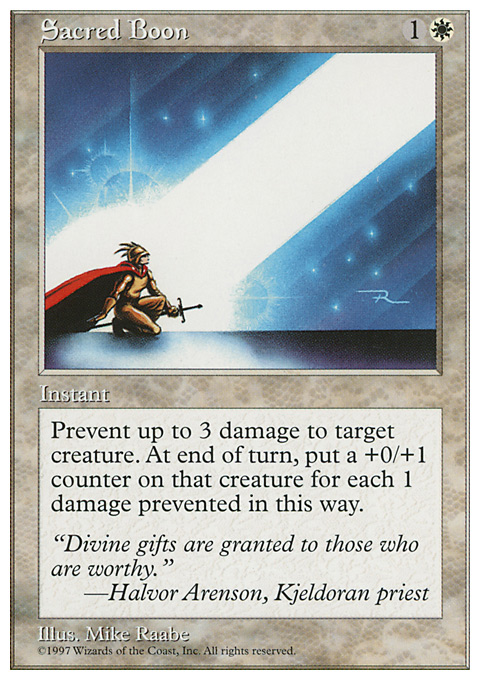 Sacred Boon 1
Instant
Prevent up to 3 damage to target
creature. At end of turn, put a +0/+1
counter on that creature for each 1
damage prevented in this way.
“Divine gifts are granted to those who
are worthy.”
—Halvor Arenson, Kjeldoran priest
Illus. Mike Raabe
©1997 Wizards of the Coast, Inc. All rights reserved.